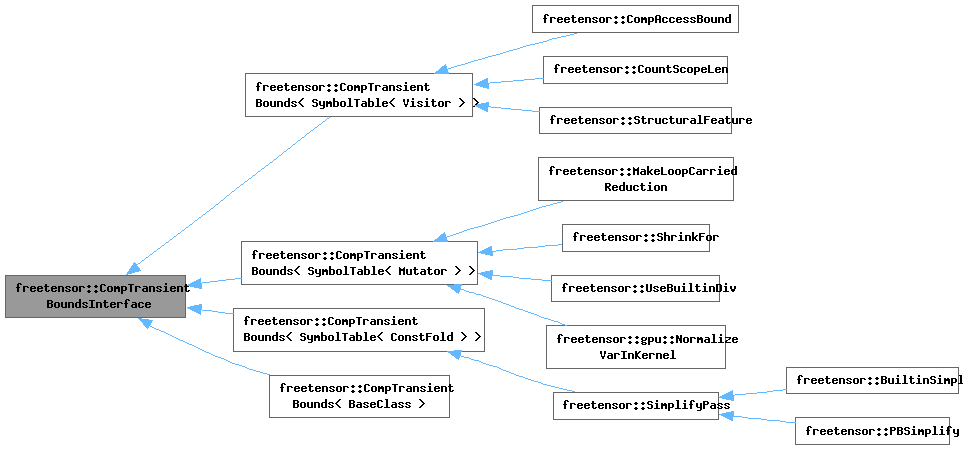 freetensor::CompAccessBound
freetensor::CountScopeLen
freetensor::CompTransient
Bounds< SymbolTable< Visitor > >
freetensor::StructuralFeature
freetensor::MakeLoopCarried
Reduction
freetensor::ShrinkFor
freetensor::CompTransient
Bounds< SymbolTable< Mutator > >
freetensor::UseBuiltinDiv
freetensor::CompTransient
BoundsInterface
freetensor::CompTransient
Bounds< SymbolTable< ConstFold > >
freetensor::gpu::Normalize
VarInKernel
freetensor::CompTransient
Bounds< BaseClass >
freetensor::SimplifyPass
freetensor::BuiltinSimpl
freetensor::PBSimplify